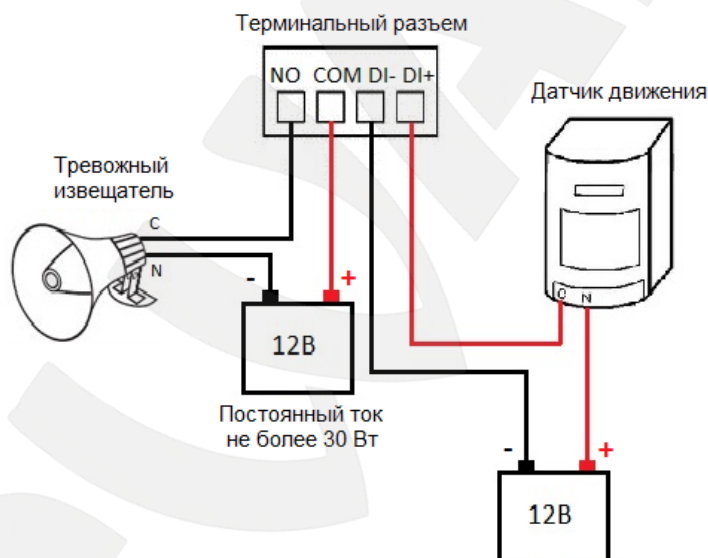 Терминальный разъем
NO COM DI- DI+
Датчик движения
Тревожный
извещатель
C
N
C N
- +
12В
Постоянный ток
не более 30 Вт
- +
12В